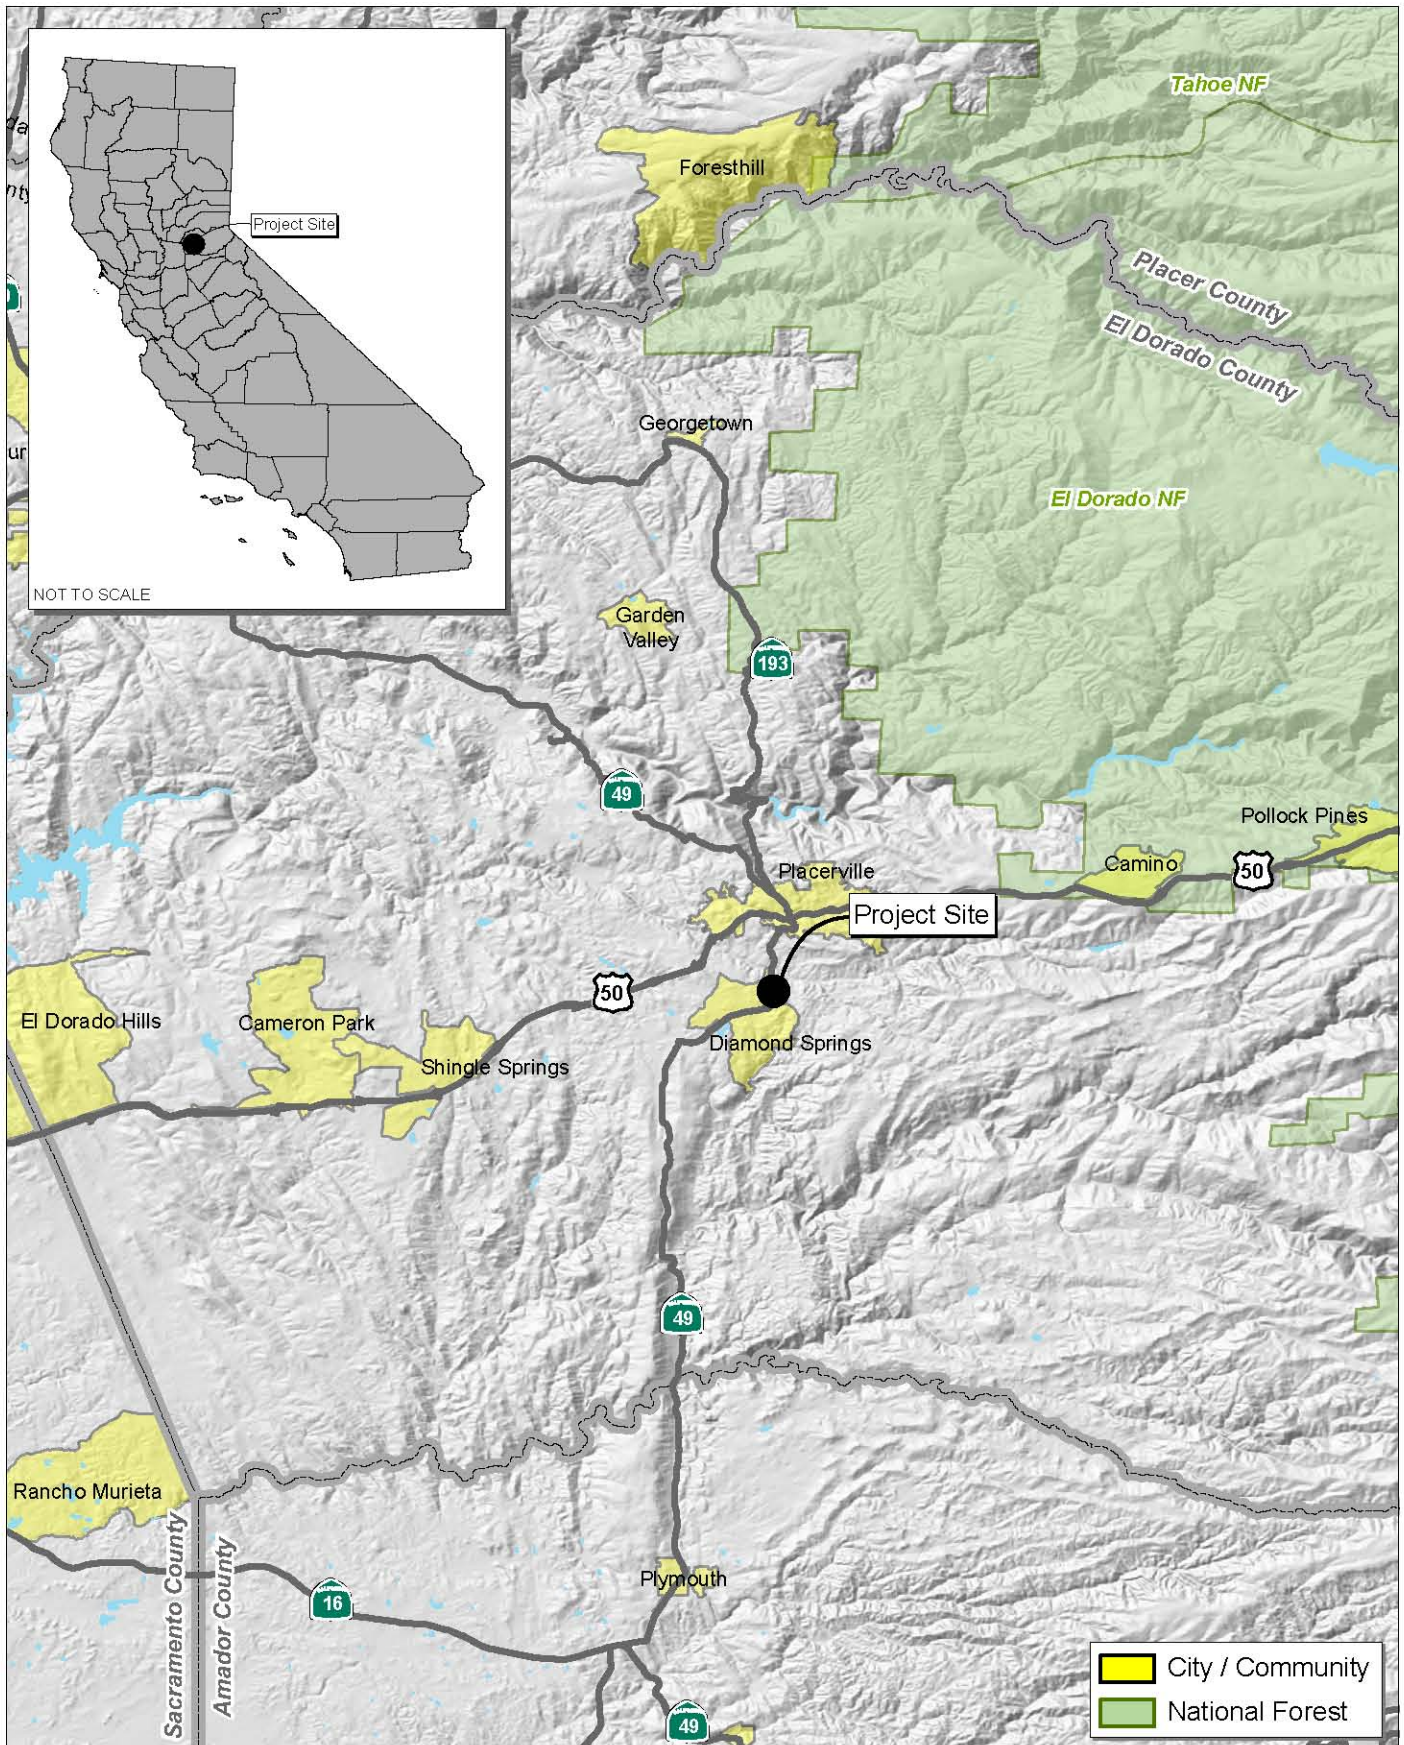 Tahoe NF
Foresthill
Project Site
Placer County
El Dorado County
Georgetown
El Dorado NF
NOT TO SCALE
Garden
Valley
193
49
Pollock Pines
Placerville
Camino
50
Project Site
50
El Dorado Hills
Cameron Park
Shingle Springs
Diamond Springs
49
Rancho Murieta
Sacramento County
Amador County
Plymouth
16
49
City / Community
National Forest